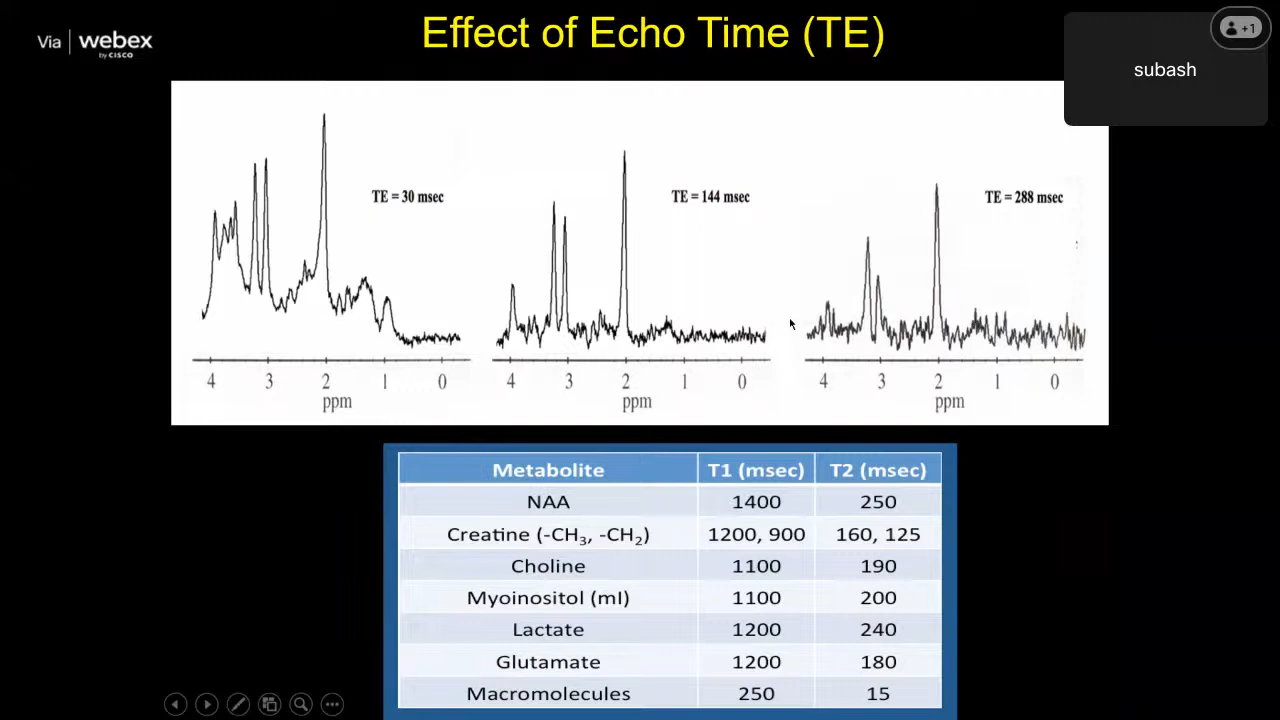 Effect of Echo Time (TE)
Via | webex
by CISCO
+1
subash
TE = 30 msec
TE = 144 msec
TE = 288 msec
4 3 2 1 0
4 3 2 1 0
4 3 2 1 0
ppm
ppm
ppm
Metabolite T1 (msec) T2 (msec)
NAA 1400 250
Creatine (-CH₃, -CH₂) 1200, 900 160, 125
Choline 1100 190
Myoinositol (mI) 1100 200
Lactate 1200 240
Glutamate 1200 180
Macromolecules 250 15